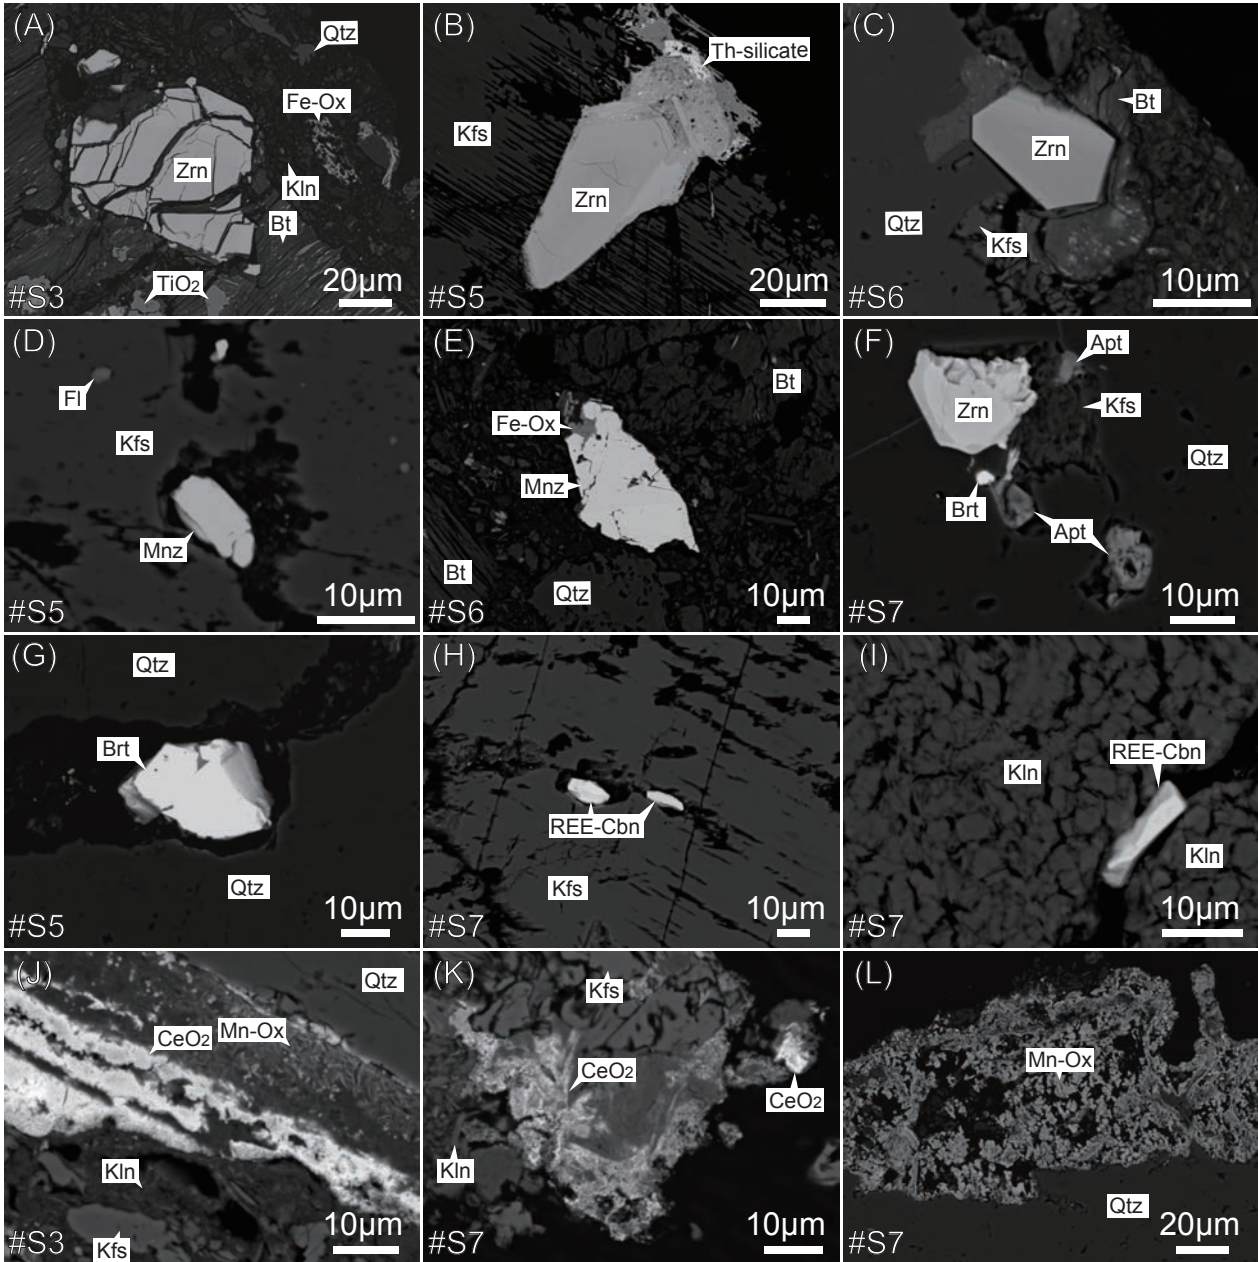 (A)
Qtz
Fe-Ox
Zrn
Kln
Bt
TiO2
#S3
20μm
(B)
Th-silicate
Kfs
Zrn
#S5
20μm
(C)
Bt
Zrn
Qtz
Kfs
#S6
10μm
(D)
Fl
Kfs
Mnz
#S5
10μm
(E)
Bt
Fe-Ox
Mnz
Bt
Qtz
#S6
10μm
(F)
Apt
Zrn
Kfs
Qtz
Brt
Apt
#S7
10μm
(G)
Qtz
Brt
Qtz
#S5
10μm
(H)
REE-Cbn
Kfs
#S7
10μm
(I)
REE-Cbn
Kln
Kln
#S7
10μm
(J)
Qtz
CeO2
Mn-Ox
Kln
Kfs
#S3
10μm
(K)
Kfs
CeO2
CeO2
Kln
#S7
10μm
(L)
Mn-Ox
Qtz
#S7
20μm